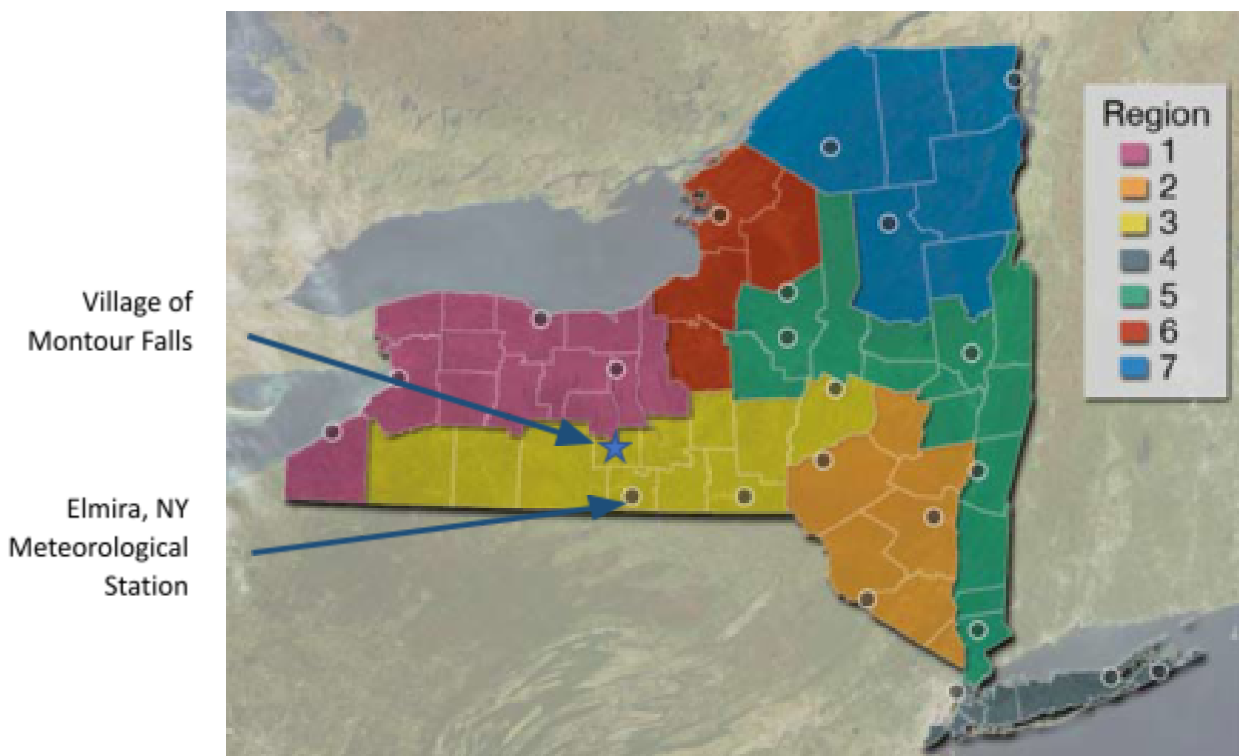 Region
1
2
3
4
5
6
7
Village of
Montour Falls
Elmira, NY
Meteorological
Station